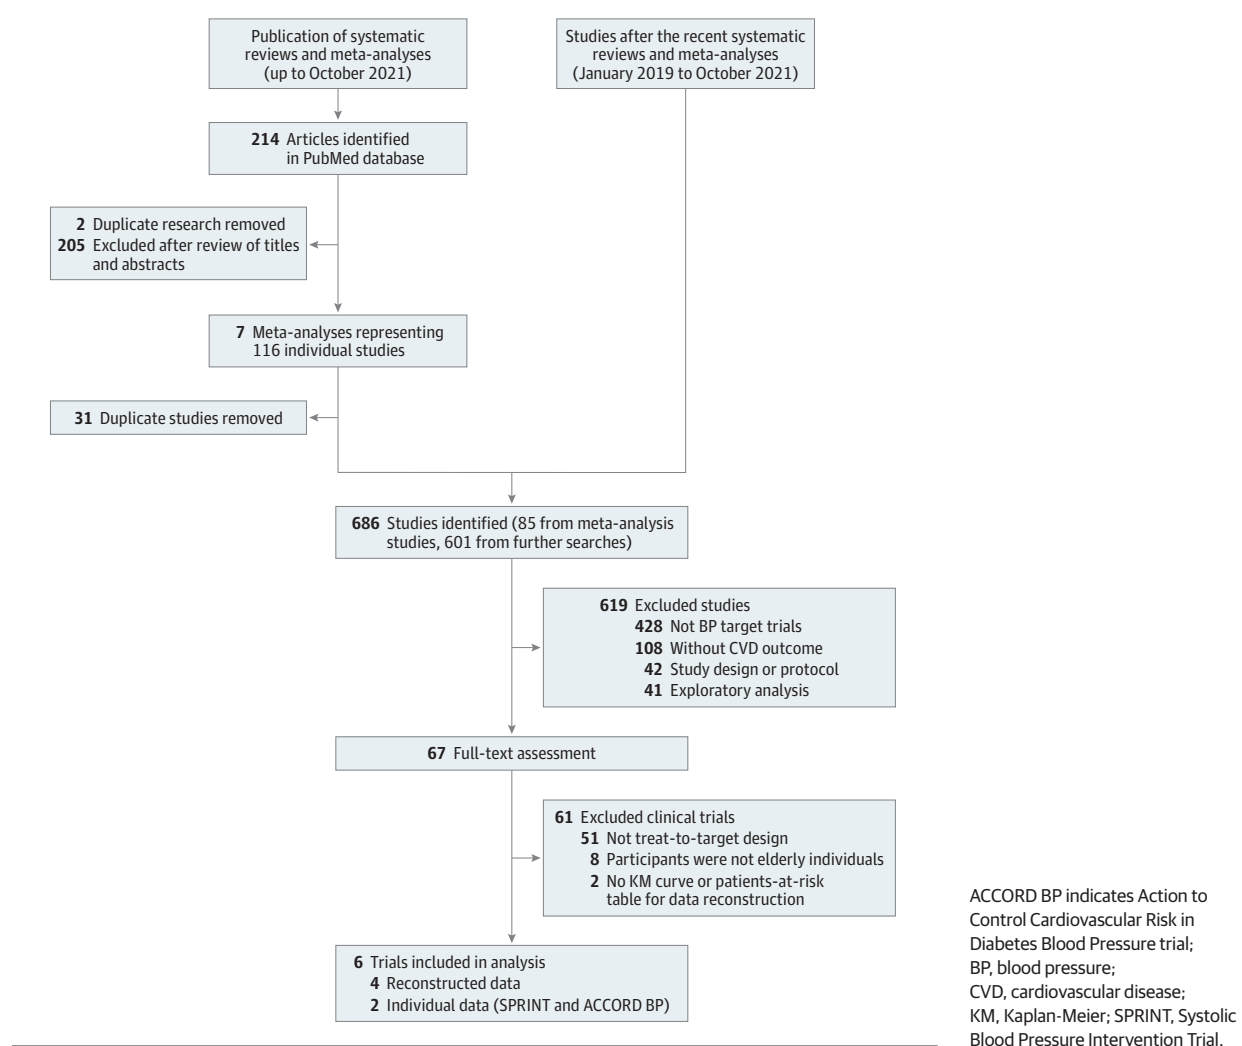 Publication of systematic
reviews and meta-analyses
(up to October 2021)
Studies after the recent systematic
reviews and meta-analyses
(January 2019 to October 2021)
214 Articles identified
in PubMed database
2 Duplicate research removed
205 Excluded after review of titles
and abstracts
7 Meta-analyses representing
116 individual studies
31 Duplicate studies removed
686 Studies identified (85 from meta-analysis
studies, 601 from further searches)
619 Excluded studies
428 Not BP target trials
108 Without CVD outcome
42 Study design or protocol
41 Exploratory analysis
67 Full-text assessment
61 Excluded clinical trials
51 Not treat-to-target design
8 Participants were not elderly individuals
2 No KM curve or patients-at-risk
table for data reconstruction
6 Trials included in analysis
4 Reconstructed data
2 Individual data (SPRINT and ACCORD BP)
ACCORD BP indicates Action to
Control Cardiovascular Risk in
Diabetes Blood Pressure trial;
BP, blood pressure;
CVD, cardiovascular disease;
KM, Kaplan-Meier; SPRINT, Systolic
Blood Pressure Intervention Trial.